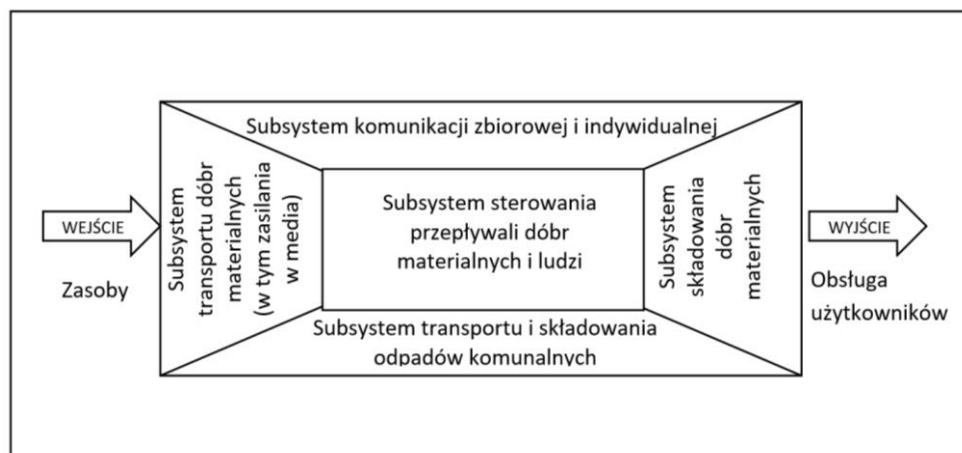 Subsystem komunikacji zbiorowej i indywidualnej
WEJŚCIE
Zasoby
Subsystem
transportu dóbr
materialnych
(w tym zasilania
w media)
Subsystem sterowania
przepływali dóbr
materialnych i ludzi
Subsystem
składowania
dóbr
materialnych
WYJŚCIE
Obsługa
użytkowników
Subsystem transportu i składowania
odpadów komunalnych